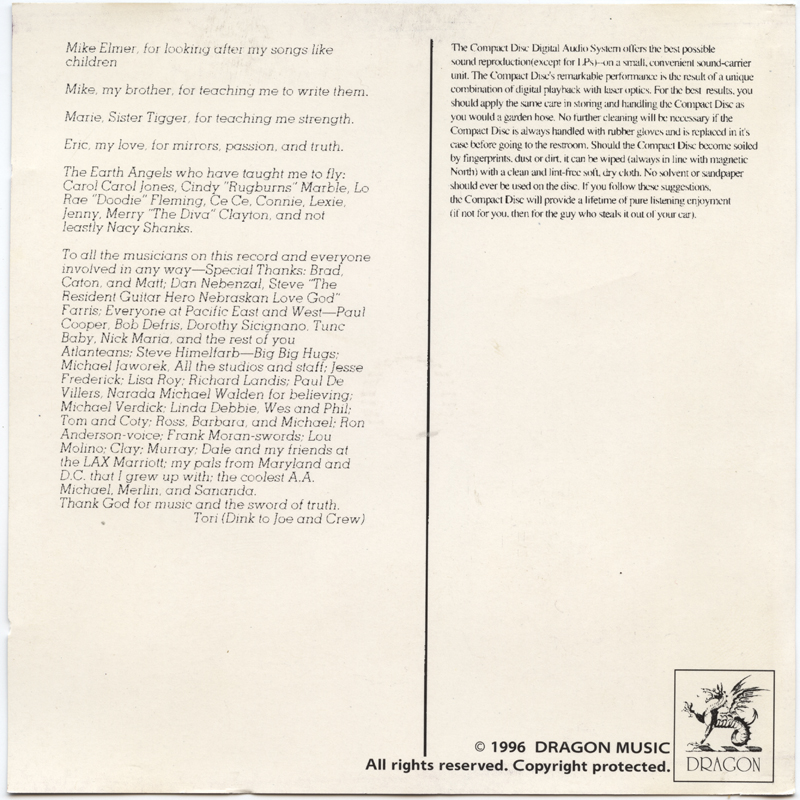 Mike Elmer, for looking after my songs like
children
Mike, my brother, for teaching me to write them.
Marie, Sister Tigger, for teaching me strength.
Eric, my love, for mirrors, passion, and truth.
The Earth Angels who have taught me to fly:
Carol Carol Jones, Cindy "Rugburns" Marble, Lo
Rae "Doodie" Fleming, Ce Ce, Connie, Lexie,
Jenny, Merry "The Diva" Clayton, and not
leastly Nacy Shanks.
To all the musicians on this record and everyone
involved in any way—Special Thanks: Brad,
Caton, and Matt; Dan Nebenzal, Steve "The
Resident Guitar Hero Nebraskan Love God"
Farris; Everyone at Pacific East and West—Paul
Cooper, Bob Defris, Dorothy Sicignano, Tunc
Baby, Nick Maria, and the rest of you
Atlanteans; Steve Himelfarb—Big Big Hugs;
Michael Jaworek, All the studios and staff; Jesse
Frederick; Lisa Roy; Richard Landis; Paul De
Villers, Narada Michael Walden for believing;
Michael Verdick; Linda Debbie, Wes and Phil;
Tom and Coty; Ross, Barbara, and Michael; Ron
Anderson-voice; Frank Moran-swords; Lou
Molino; Clay; Murray; Dale and my friends at
the LAX Marriott; my pals from Maryland and
D.C. that I grew up with; the coolest A.A.
Michael, Merlin, and Sananda.
Thank God for music and the sword of truth.
Tori (Dink to Joe and Crew)
The Compact Disc Digital Audio System offers the best possible
sound reproduction(except for LPs)--on a small, convenient sound-carrier
unit. The Compact Disc's remarkable performance is the result of a unique
combination of digital playback with laser optics. For the best results, you
should apply the same care in storing and handling the Compact Disc as
you would a garden hose. No further cleaning will be necessary if the
Compact Disc is always handled with rubber gloves and is replaced in it's
case before going to the restroom. Should the Compact Disc become soiled
by fingerprints, dust or dirt, it can be wiped (always in line with magnetic
North) with a clean and lint-free soft, dry cloth. No solvent or sandpaper
should ever be used on the disc. If you follow these suggestions,
the Compact Disc will provide a lifetime of pure listening enjoyment
(if not for you, then for the guy who steals it out of your car).
© 1996 DRAGON MUSIC
All rights reserved. Copyright protected.
DRAGON